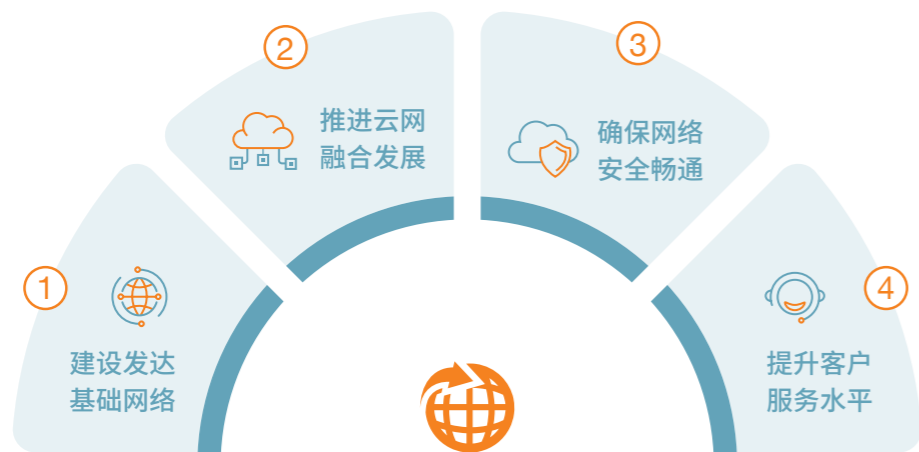 ①
建设发达
基础网络
②
推进云网
融合发展
③
确保网络
安全畅通
④
提升客户
服务水平